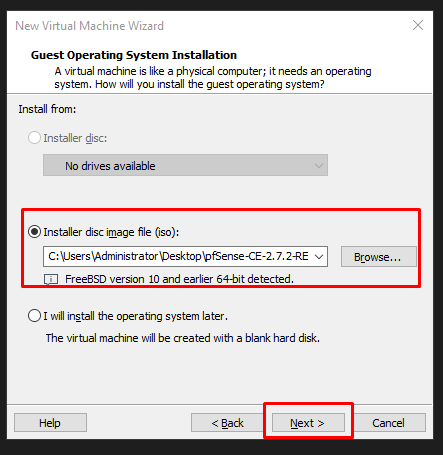 New Virtual Machine Wizard
Guest Operating System Installation
A virtual machine is like a physical computer; it needs an operating
system. How will you install the guest operating system?
Install from:
Installer disc:
No drives available
Installer disc image file (iso):
C:\Users\Administrator\Desktop\pfSense-CE-2.7.2-RE
Browse...
FreeBSD version 10 and earlier 64-bit detected.
I will install the operating system later.
The virtual machine will be created with a blank hard disk.
Help
< Back
Next >
Cancel